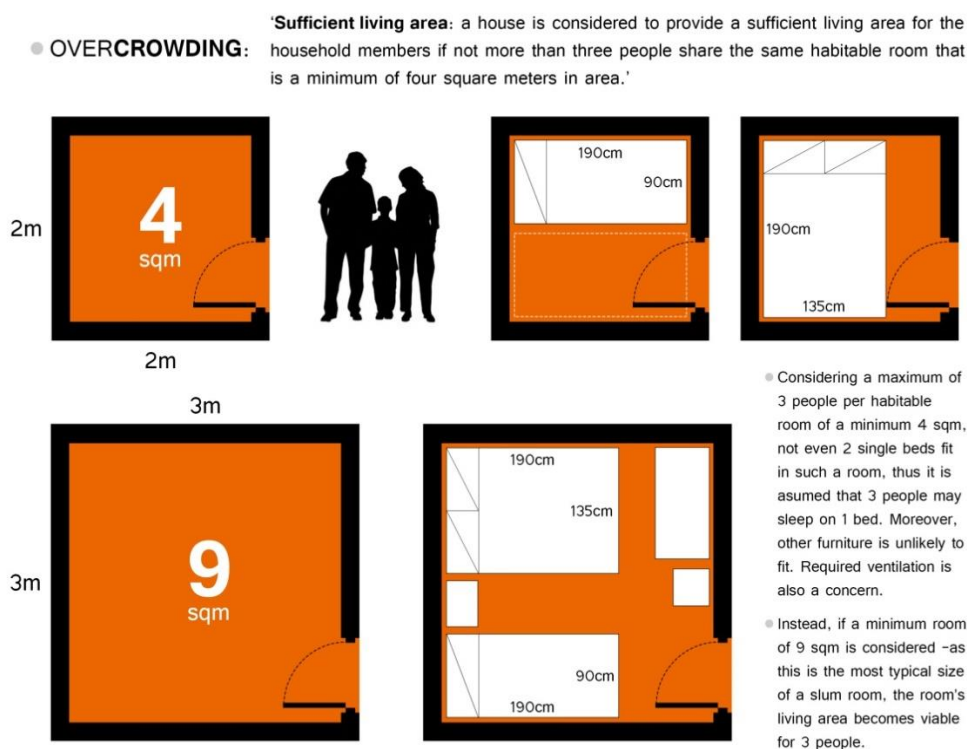 'Sufficient living area: a house is considered to provide a sufficient living area for the
OVERCROWDING: household members if not more than three people share the same habitable room that
is a minimum of four square meters in area.'
4
sqm
2m
2m
190cm
90cm
190cm
135cm
3m
9
sqm
3m
190cm
135cm
90cm
190cm
Considering a maximum of
3 people per habitable
room of a minimum 4 sqm,
not even 2 single beds fit
in such a room, thus it is
asumed that 3 people may
sleep on 1 bed. Moreover,
other furniture is unlikely to
fit. Required ventilation is
also a concern.
Instead, if a minimum room
of 9 sqm is considered -as
this is the most typical size
of a slum room, the room's
living area becomes viable
for 3 people.